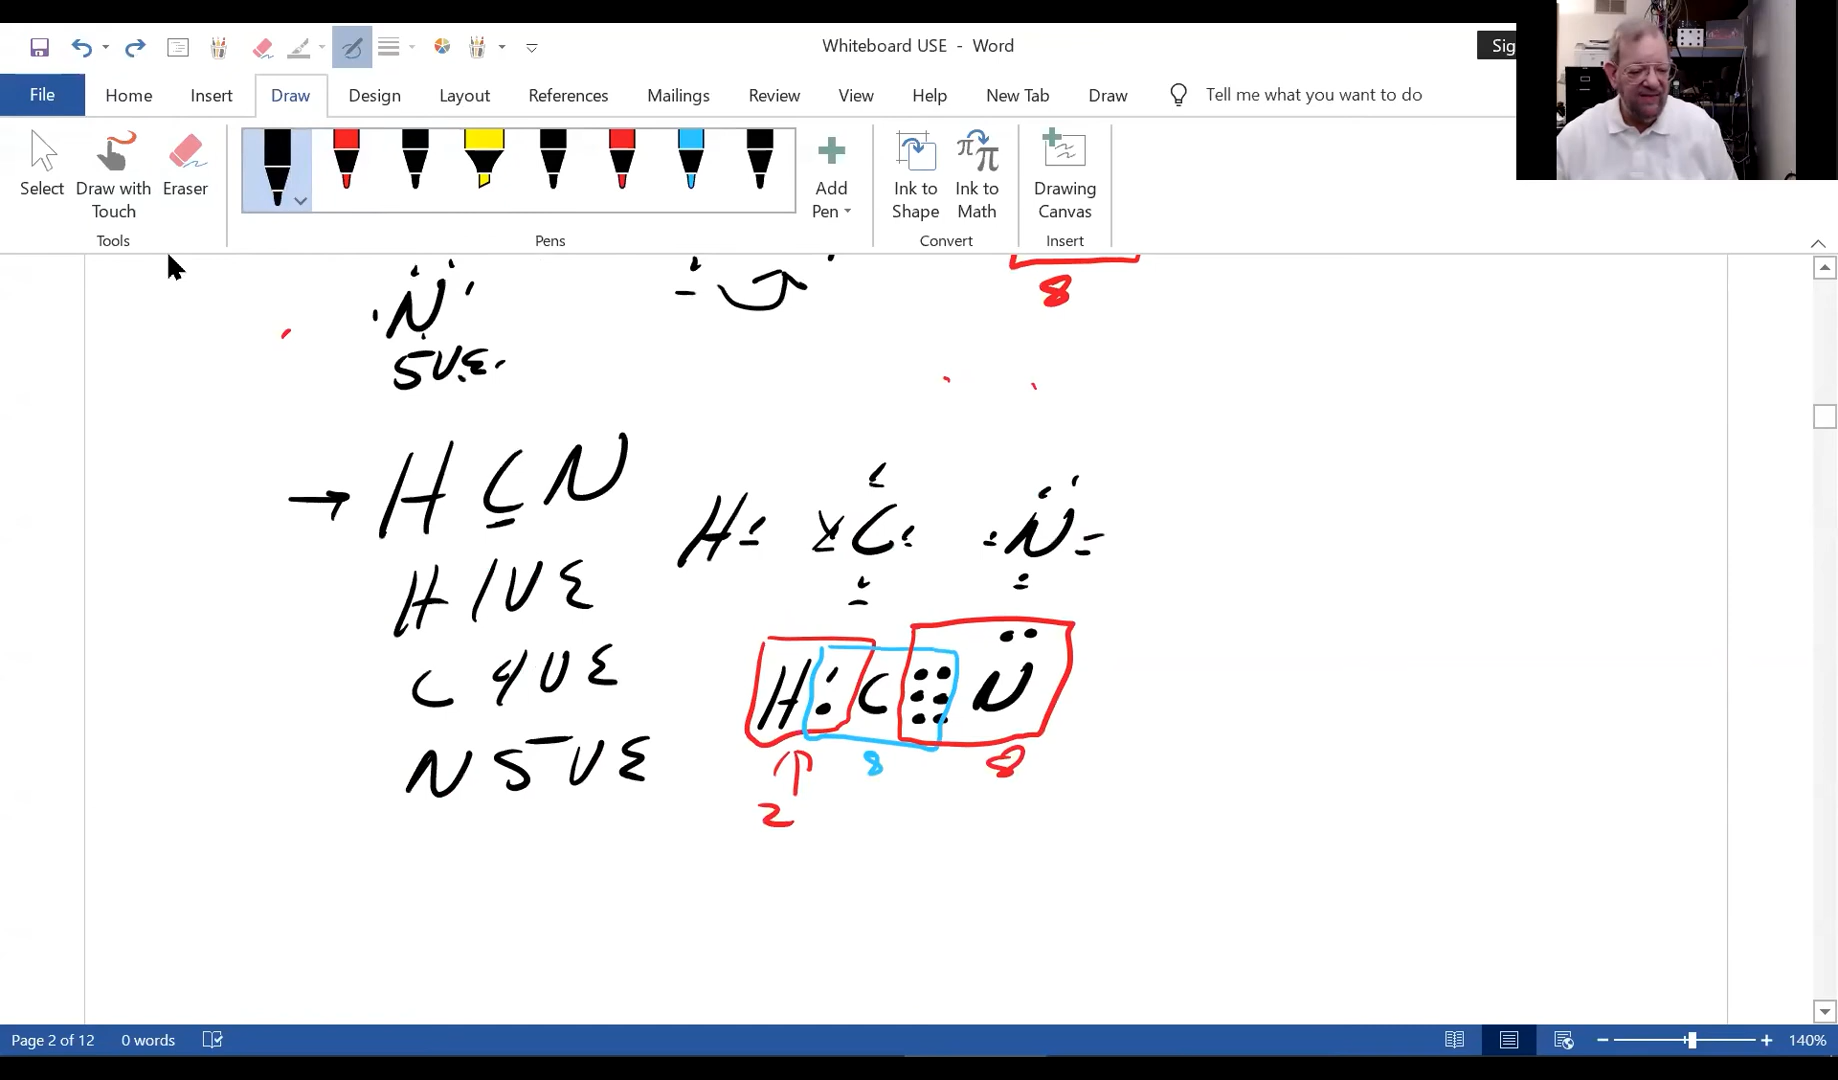 Whiteboard USE - Word
Sig
File Home Insert Draw Design Layout References Mailings Review View Help New Tab Draw Tell me what you want to do
Select Draw with Touch Eraser
Add Pen
Ink to Shape Ink to Math Drawing Canvas
Tools Pens Convert Insert
N
5VE
8
→ HCN
H C N
H 1VE
C 4VE
N 5VE
H : C ⋮⋮ N
2
8
8
Page 2 of 12 0 words 140%